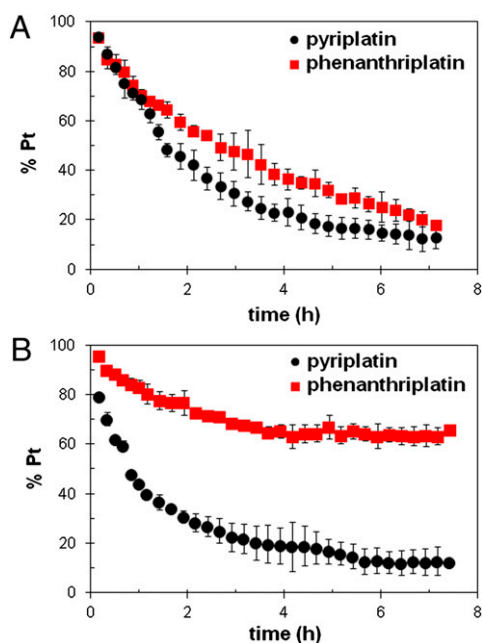 A
100
80
60
40
20
0
% Pt
pyriplatin
phenanthriplatin
0 2 4 6 8
time (h)
B
100
80
60
40
20
0
% Pt
pyriplatin
phenanthriplatin
0 2 4 6 8
time (h)